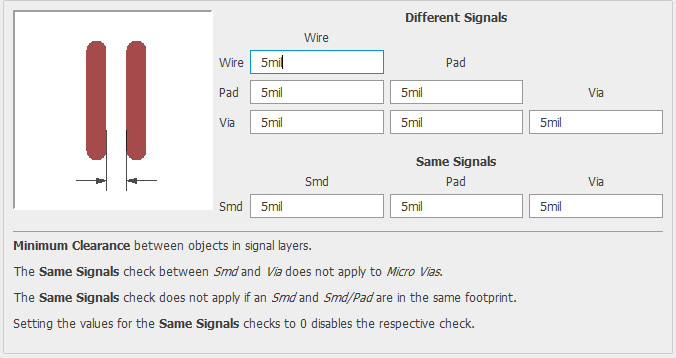 Different Signals
Wire
Wire 5mil Pad
Pad 5mil 5mil Via
Via 5mil 5mil 5mil
Same Signals
Smd Pad Via
Smd 5mil 5mil 5mil
Minimum Clearance between objects in signal layers.
The Same Signals check between Smd and Via does not apply to Micro Vias.
The Same Signals check does not apply if an Smd and Smd/Pad are in the same footprint.
Setting the values for the Same Signals checks to 0 disables the respective check.